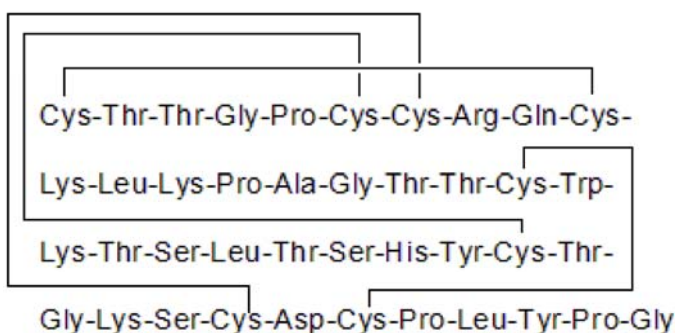 Cys-Thr-Thr-Gly-Pro-Cys-Cys-Arg-Gln-Cys-
Lys-Leu-Lys-Pro-Ala-Gly-Thr-Thr-Cys-Trp-
Lys-Thr-Ser-Leu-Thr-Ser-His-Tyr-Cys-Thr-
Gly-Lys-Ser-Cys-Asp-Cys-Pro-Leu-Tyr-Pro-Gly